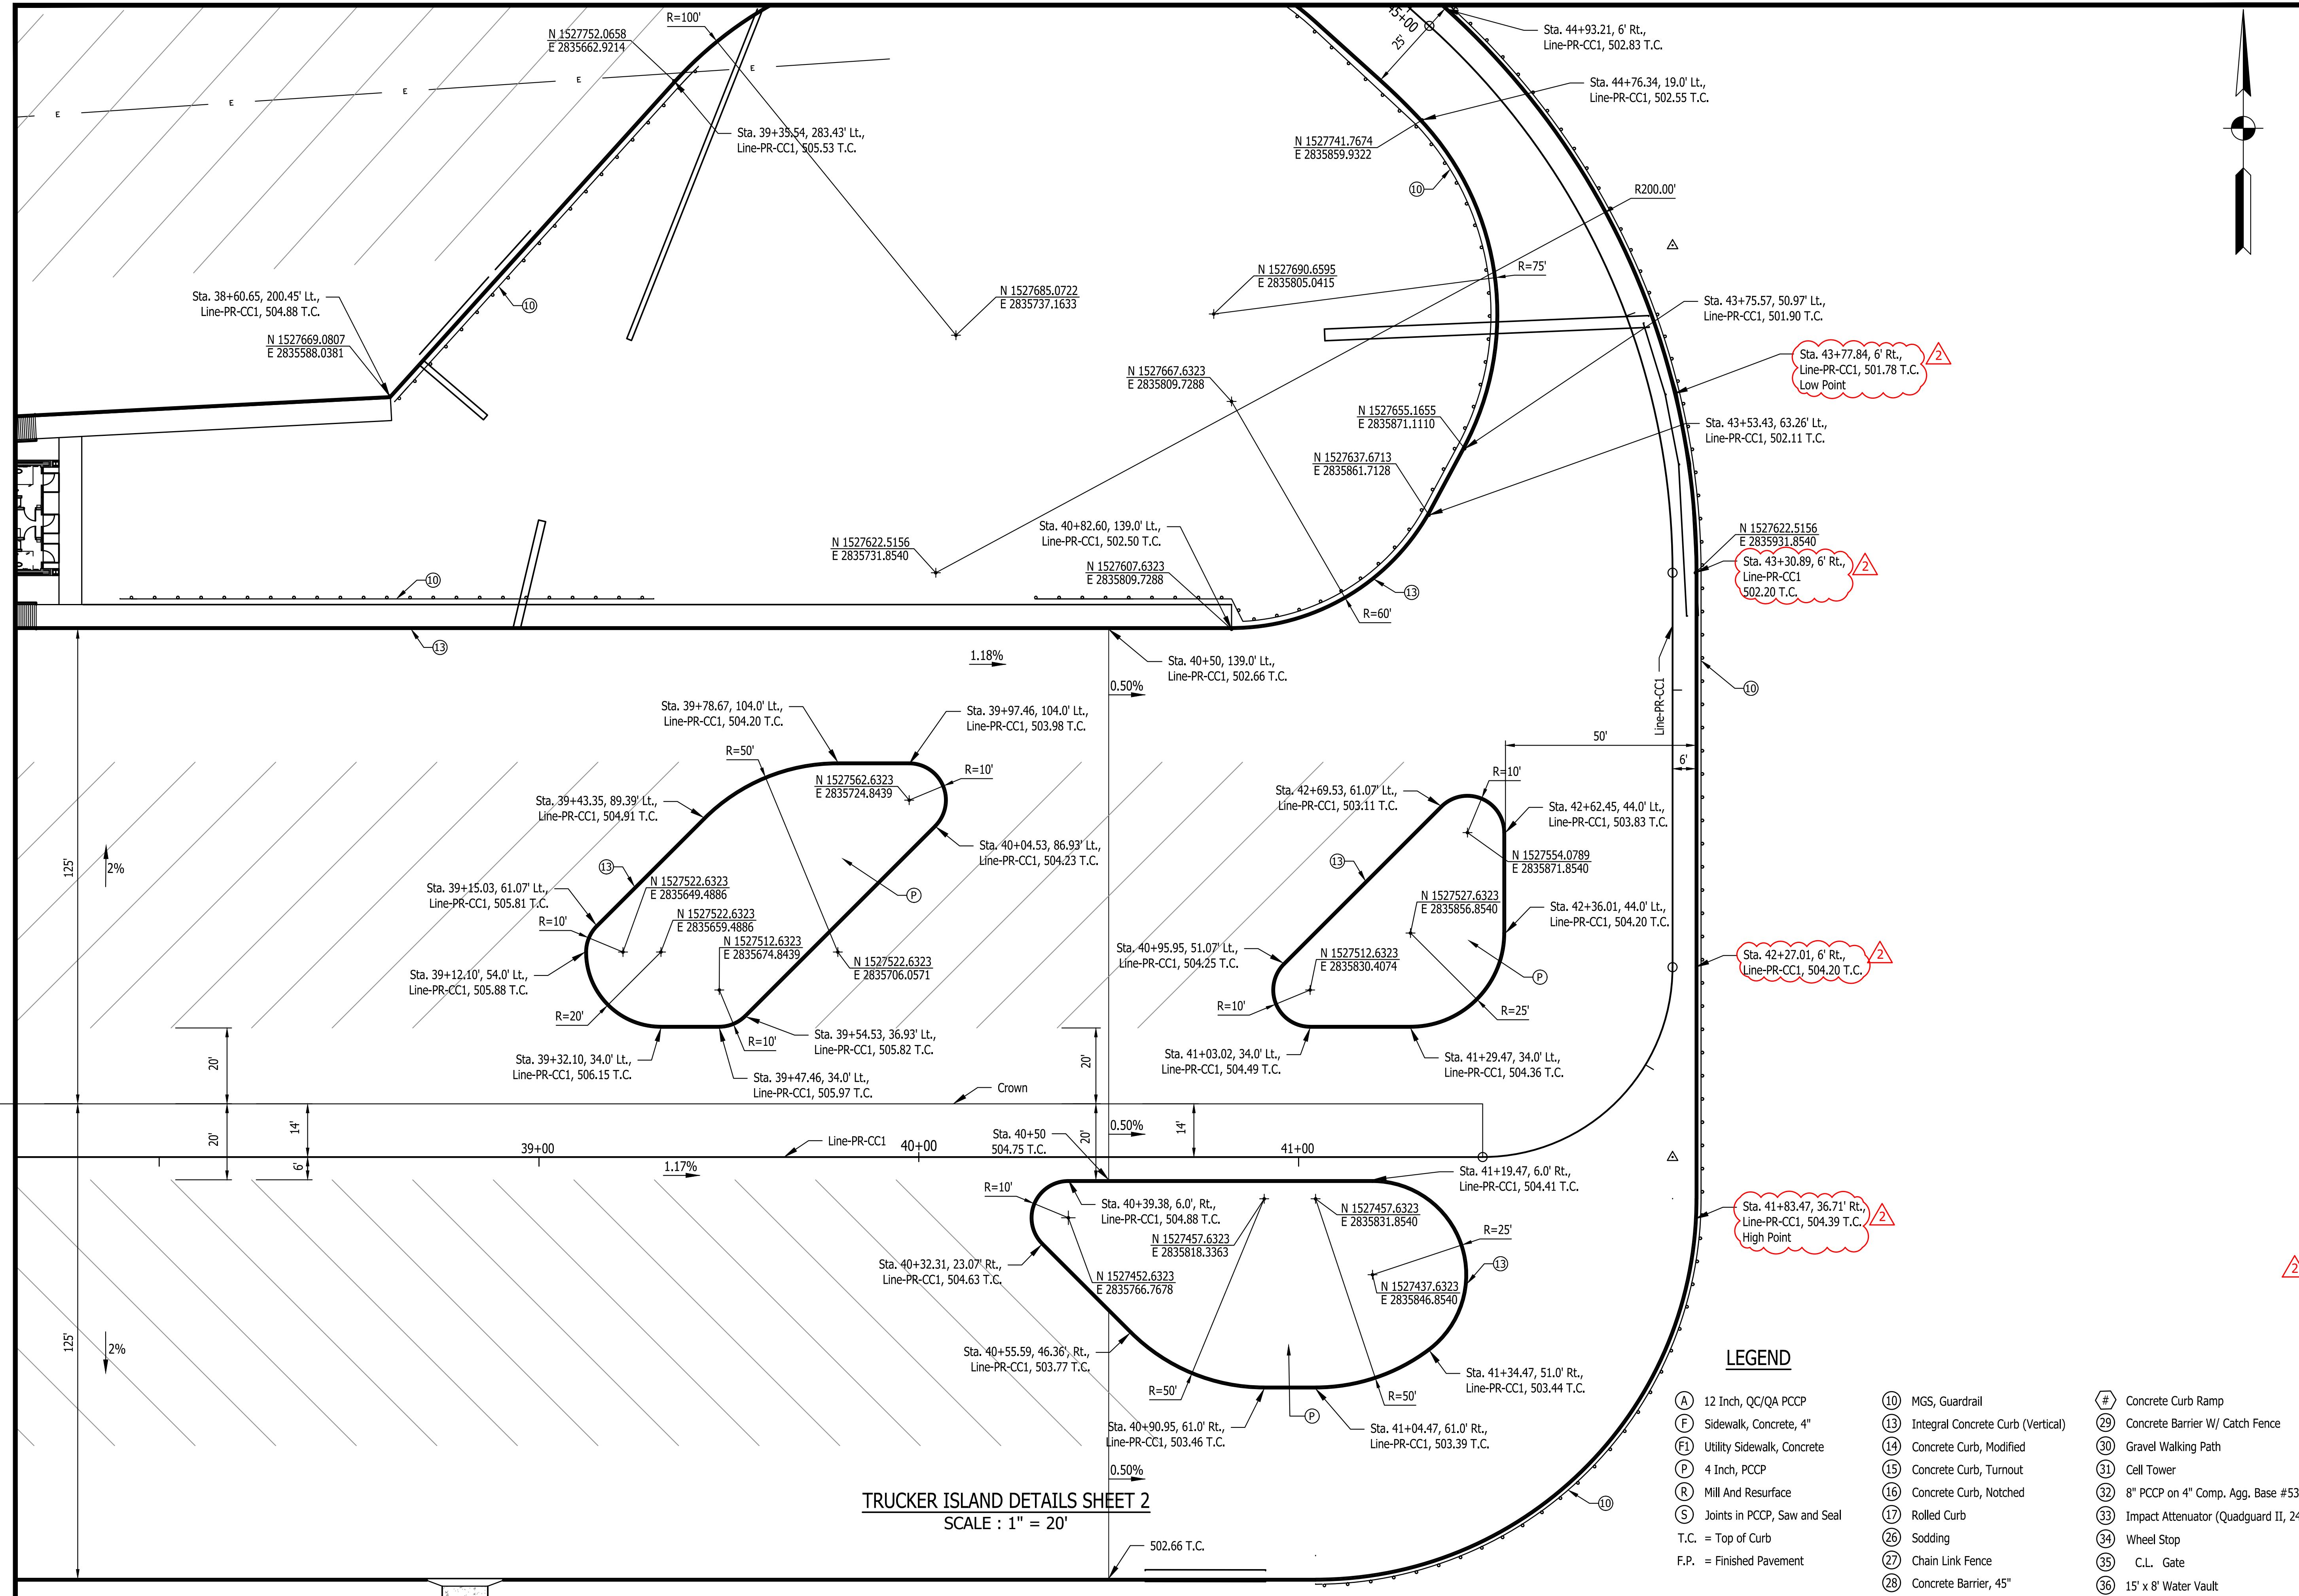 R=100'
N 1527752.0658
E 2835662.9214
E
E
E
E
E
Sta. 39+35.54, 283.43' Lt.,
Line-PR-CC1, 505.53 T.C.
45+00
25'
Sta. 44+93.21, 6' Rt.,
Line-PR-CC1, 502.83 T.C.
Sta. 44+76.34, 19.0' Lt.,
Line-PR-CC1, 502.55 T.C.
N 1527741.7674
E 2835859.9322
10
R200.00'
Sta. 38+60.65, 200.45' Lt.,
Line-PR-CC1, 504.88 T.C.
N 1527669.0807
E 2835588.0381
10
N 1527685.0722
E 2835737.1633
N 1527690.6595
E 2835805.0415
R=75'
Sta. 43+75.57, 50.97' Lt.,
Line-PR-CC1, 501.90 T.C.
Sta. 43+77.84, 6' Rt.,
Line-PR-CC1, 501.78 T.C.
Low Point
2
N 1527667.6323
E 2835809.7288
N 1527655.1655
E 2835871.1110
Sta. 43+53.43, 63.26' Lt.,
Line-PR-CC1, 502.11 T.C.
N 1527637.6713
E 2835861.7128
N 1527622.5156
E 2835731.8540
Sta. 40+82.60, 139.0' Lt.,
Line-PR-CC1, 502.50 T.C.
N 1527607.6323
E 2835809.7288
N 1527622.5156
E 2835931.8540
Sta. 43+30.89, 6' Rt.,
Line-PR-CC1
502.20 T.C.
2
10
13
R=60'
13
1.18%
Sta. 40+50, 139.0' Lt.,
Line-PR-CC1, 502.66 T.C.
0.50%
Line-PR-CC1
10
Sta. 39+78.67, 104.0' Lt.,
Line-PR-CC1, 504.20 T.C.
Sta. 39+97.46, 104.0' Lt.,
Line-PR-CC1, 503.98 T.C.
R=50'
R=10'
N 1527562.6323
E 2835724.8439
50'
6'
R=10'
Sta. 39+43.35, 89.39' Lt.,
Line-PR-CC1, 504.91 T.C.
Sta. 42+69.53, 61.07' Lt.,
Line-PR-CC1, 503.11 T.C.
Sta. 42+62.45, 44.0' Lt.,
Line-PR-CC1, 503.83 T.C.
Sta. 40+04.53, 86.93' Lt.,
Line-PR-CC1, 504.23 T.C.
125'
2%
13
13
N 1527554.0789
E 2835871.8540
Sta. 39+15.03, 61.07' Lt.,
Line-PR-CC1, 505.81 T.C.
N 1527522.6323
E 2835649.4886
P
N 1527527.6323
E 2835856.8540
R=10'
N 1527522.6323
E 2835659.4886
Sta. 42+36.01, 44.0' Lt.,
Line-PR-CC1, 504.20 T.C.
N 1527512.6323
E 2835674.8439
Sta. 40+95.95, 51.07' Lt.,
Line-PR-CC1, 504.25 T.C.
N 1527512.6323
E 2835830.4074
Sta. 42+27.01, 6' Rt.,
Line-PR-CC1, 504.20 T.C.
2
Sta. 39+12.10', 54.0' Lt.,
Line-PR-CC1, 505.88 T.C.
N 1527522.6323
E 2835706.0571
P
R=20'
R=10'
R=25'
Sta. 39+54.53, 36.93' Lt.,
Line-PR-CC1, 505.82 T.C.
R=10'
20'
Sta. 39+32.10, 34.0' Lt.,
Line-PR-CC1, 506.15 T.C.
20'
Sta. 41+03.02, 34.0' Lt.,
Line-PR-CC1, 504.49 T.C.
Sta. 41+29.47, 34.0' Lt.,
Line-PR-CC1, 504.36 T.C.
Sta. 39+47.46, 34.0' Lt.,
Line-PR-CC1, 505.97 T.C.
Crown
20'
14'
6'
39+00
Line-PR-CC1
40+00
Sta. 40+50
504.75 T.C.
20'
0.50%
14'
41+00
1.17%
R=10'
Sta. 41+19.47, 6.0' Rt.,
Line-PR-CC1, 504.41 T.C.
Sta. 40+39.38, 6.0', Rt.,
Line-PR-CC1, 504.88 T.C.
N 1527457.6323
E 2835831.8540
N 1527457.6323
E 2835818.3363
R=25'
Sta. 41+83.47, 36.71' Rt.,
Line-PR-CC1, 504.39 T.C.
High Point
2
Sta. 40+32.31, 23.07' Rt.,
Line-PR-CC1, 504.63 T.C.
N 1527452.6323
E 2835766.7678
N 1527437.6323
E 2835846.8540
13
2
125'
2%
Sta. 40+55.59, 46.36', Rt.,
Line-PR-CC1, 503.77 T.C.
R=50'
R=50'
Sta. 41+34.47, 51.0' Rt.,
Line-PR-CC1, 503.44 T.C.
P
Sta. 40+90.95, 61.0' Rt.,
Line-PR-CC1, 503.46 T.C.
Sta. 41+04.47, 61.0' Rt.,
Line-PR-CC1, 503.39 T.C.
0.50%
10
TRUCKER ISLAND DETAILS SHEET 2
SCALE : 1" = 20'
502.66 T.C.
LEGEND
A 12 Inch, QC/QA PCCP
F Sidewalk, Concrete, 4"
F1 Utility Sidewalk, Concrete
P 4 Inch, PCCP
R Mill And Resurface
S Joints in PCCP, Saw and Seal
T.C. = Top of Curb
F.P. = Finished Pavement
10 MGS, Guardrail
13 Integral Concrete Curb (Vertical)
14 Concrete Curb, Modified
15 Concrete Curb, Turnout
16 Concrete Curb, Notched
17 Rolled Curb
26 Sodding
27 Chain Link Fence
28 Concrete Barrier, 45"
# Concrete Curb Ramp
29 Concrete Barrier W/ Catch Fence
30 Gravel Walking Path
31 Cell Tower
32 8" PCCP on 4" Comp. Agg. Base #53
33 Impact Attenuator (Quadguard II, 24
34 Wheel Stop
35 C.L. Gate
36 15' x 8' Water Vault